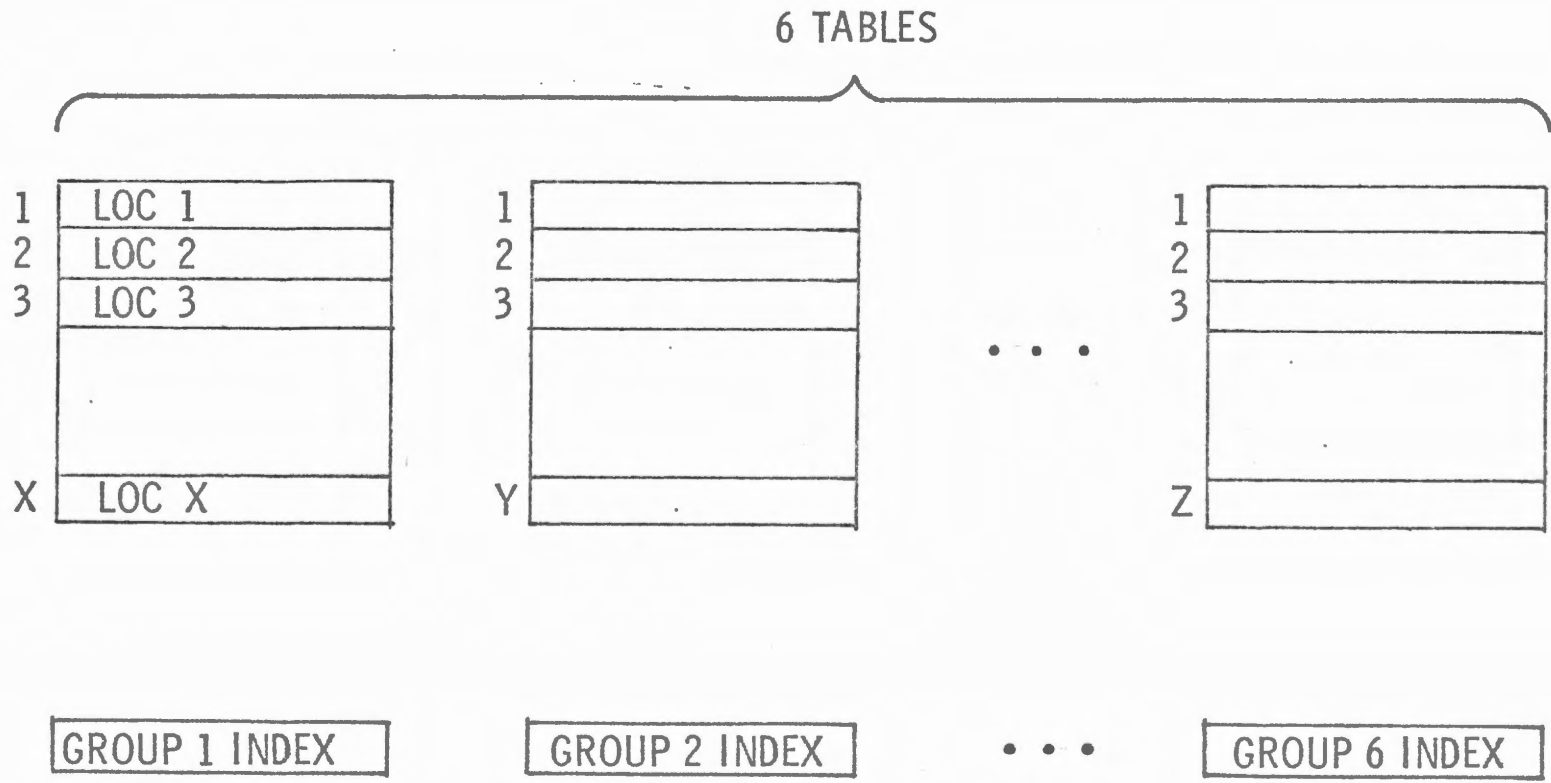 6 TABLES
1 LOC 1
2 LOC 2
3 LOC 3
X LOC X
1
2
3
Y
• • •
1
2
3
Z
GROUP 1 INDEX
GROUP 2 INDEX
• • •
GROUP 6 INDEX